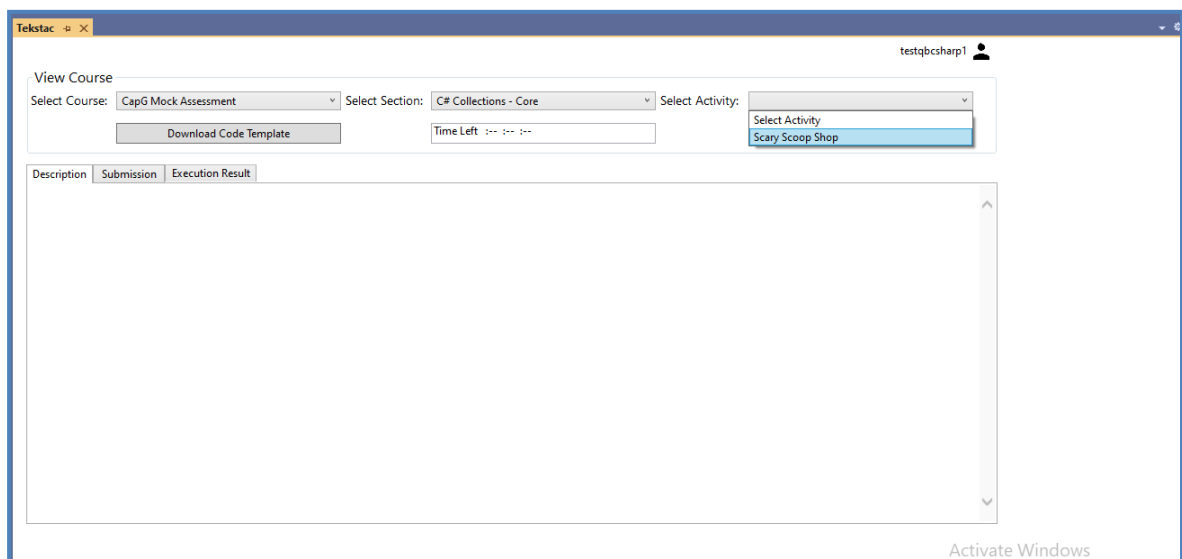 Tekstac
testqbcsharp1
View Course
Select Course: CapG Mock Assessment Select Section: C# Collections - Core Select Activity:
Select Activity
Download Code Template Time Left :-- :-- :--
Scary Scoop Shop
Description Submission Execution Result
Activate Windows